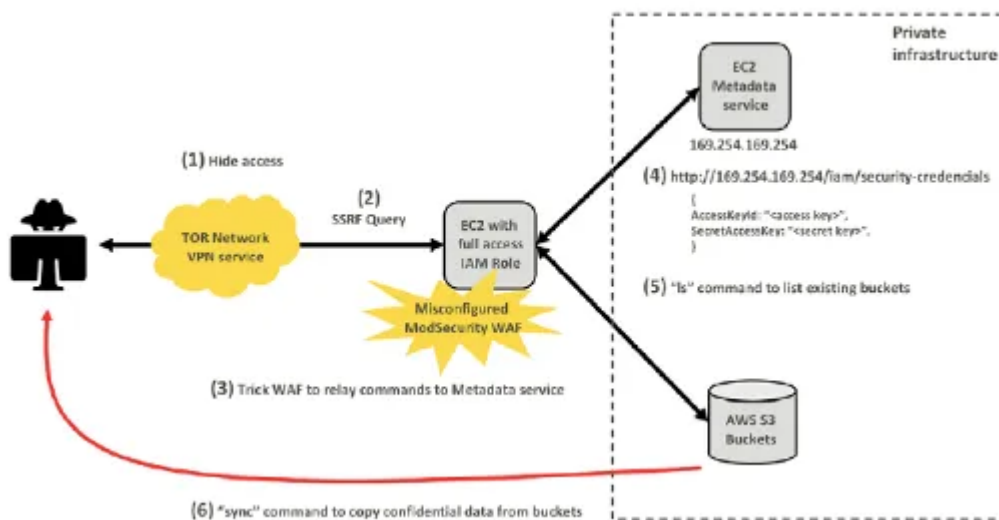 Private
infrastructure
EC2
Metadata
service
169.254.169.254
(1) Hide access
(4) http://169.254.169.254/iam/security-credencials
{
AccessKeyId: "<access key>",
SecretAccessKey: "<secret key>",
}
(2)
SSRF Query
TOR Network
VPN service
EC2 with
full access
IAM Role
(5) "ls" command to list existing buckets
Misconfigured
ModSecurity WAF
(3) Trick WAF to relay commands to Metadata service
AWS S3
Buckets
(6) "sync" command to copy confidential data from buckets